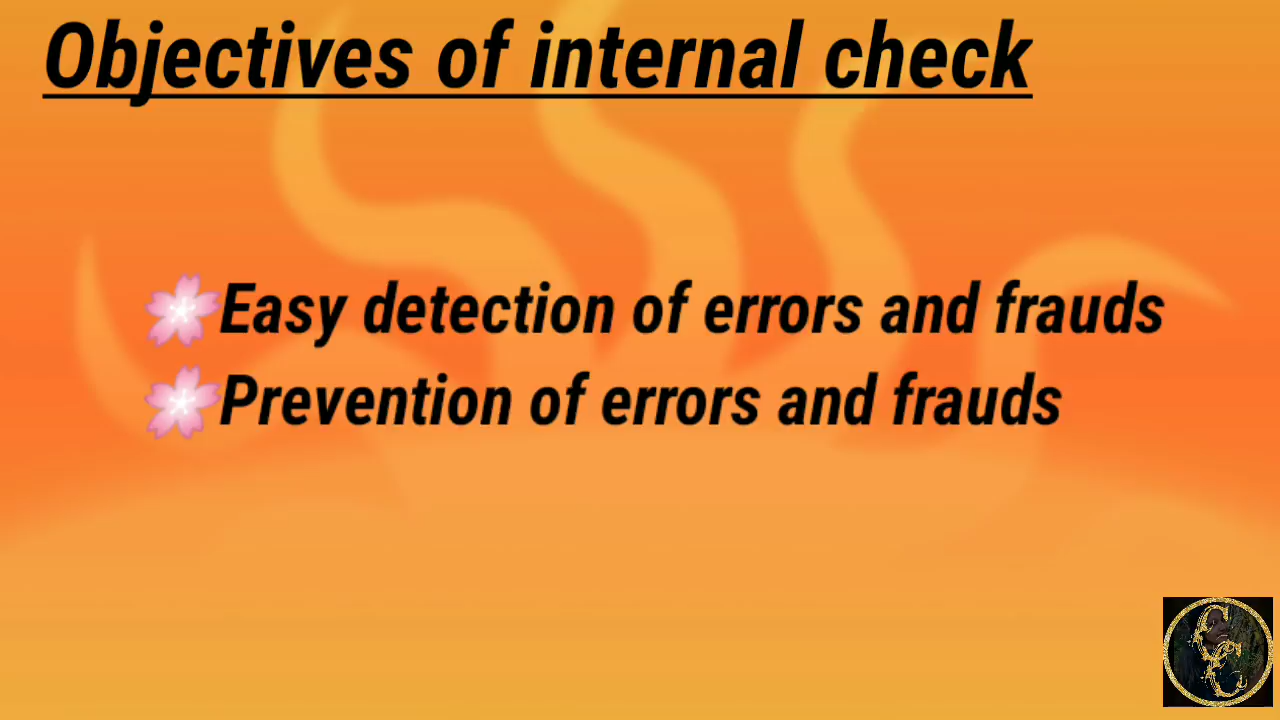 Objectives of internal check
Easy detection of errors and frauds
Prevention of errors and frauds